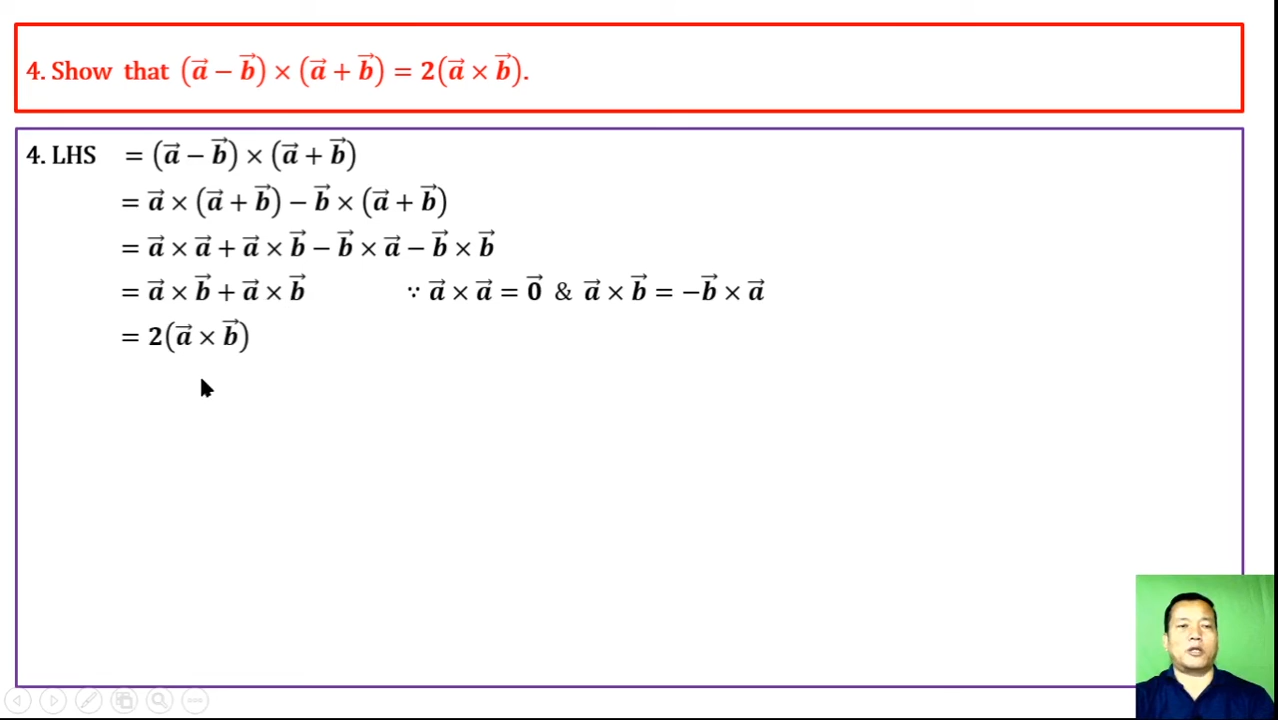 4. Show that (a⃗ − b⃗) × (a⃗ + b⃗) = 2(a⃗ × b⃗).
4. LHS = (a⃗ − b⃗) × (a⃗ + b⃗)
= a⃗ × (a⃗ + b⃗) − b⃗ × (a⃗ + b⃗)
= a⃗ × a⃗ + a⃗ × b⃗ − b⃗ × a⃗ − b⃗ × b⃗
= a⃗ × b⃗ + a⃗ × b⃗ ∵ a⃗ × a⃗ = 0⃗ & a⃗ × b⃗ = −b⃗ × a⃗
= 2(a⃗ × b⃗)